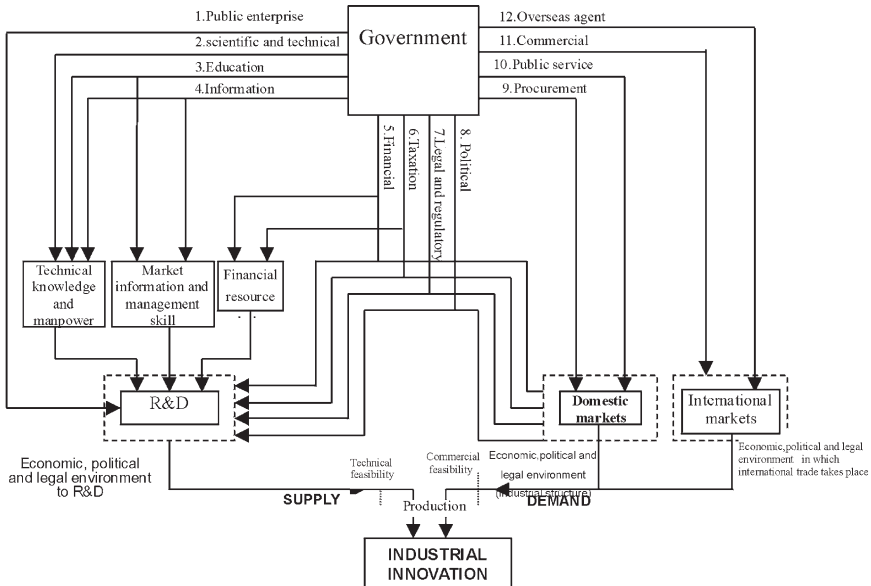 1.Public enterprise
Government
12.Overseas agent
2.scientific and technical
11.Commercial
3.Education
10.Public service
4.Information
9.Procurement
5.Financial
6.Taxation
7.Legal and regulatory
8. Political
Technical
knowledge
and
manpower
Market
information and
management
skill
Financial
resource
R&D
Domestic
markets
International
markets
Economic, political
and legal environment
to R&D
Technical
feasibility
Commercial
feasibility
Economic,political and
legal environment
(industrial structure)
Economic,political and legal
environment in which
international trade takes place
SUPPLY
Production
DEMAND
INDUSTRIAL
INNOVATION